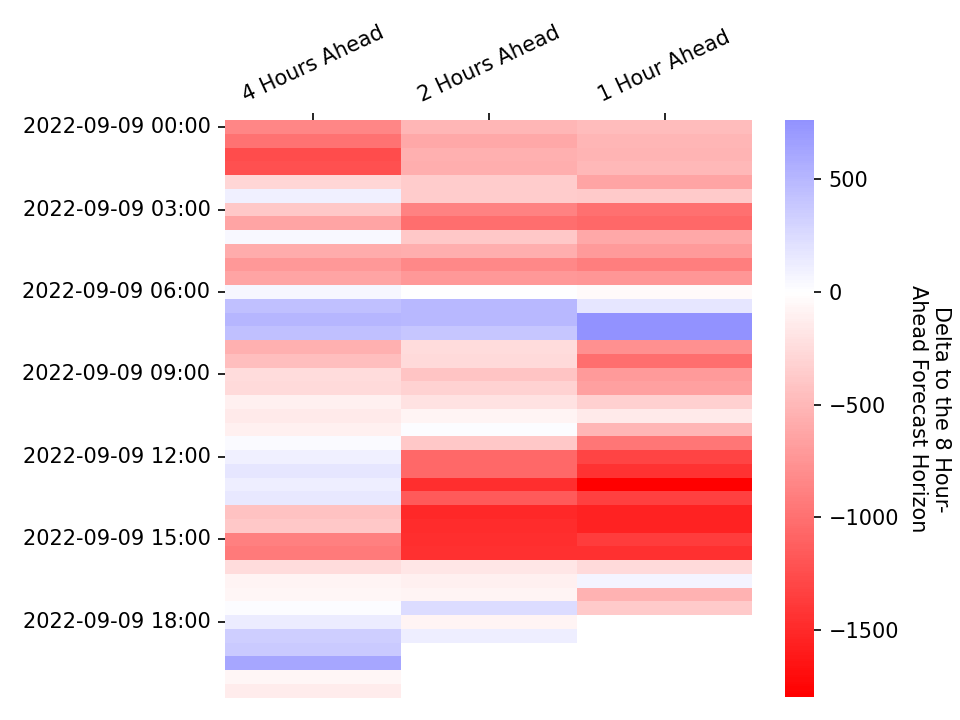 4 Hours Ahead
2 Hours Ahead
1 Hour Ahead
2022-09-09 00:00
2022-09-09 03:00
2022-09-09 06:00
2022-09-09 09:00
2022-09-09 12:00
2022-09-09 15:00
2022-09-09 18:00
500
0
−500
−1000
−1500
Delta to the 8 Hour-
Ahead Forecast Horizon